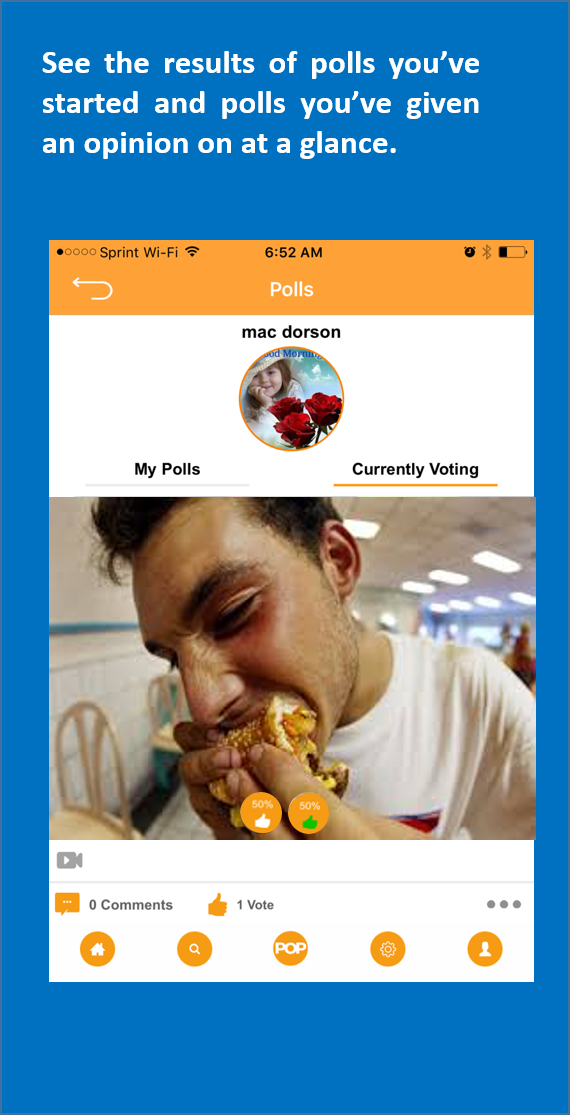 See the results of polls you’ve
started and polls you’ve given
an opinion on at a glance.
Sprint Wi-Fi 6:52 AM
Polls
mac dorson
ood Morning
My Polls Currently Voting
50% 50%
0 Comments 1 Vote
POP